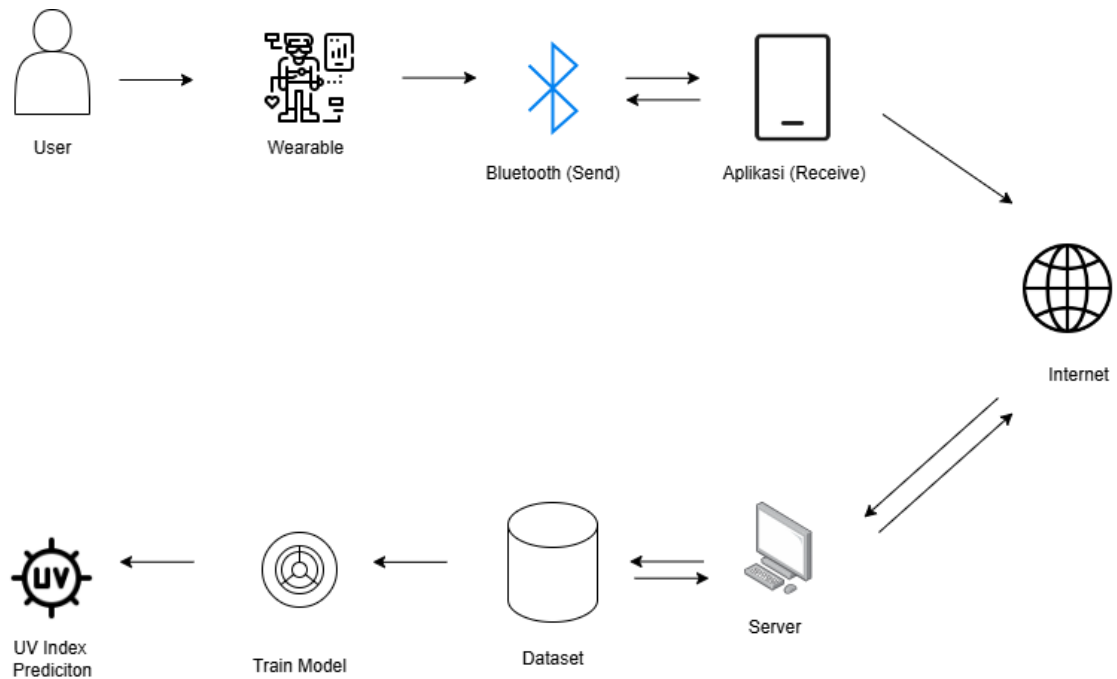 User
Wearable
Bluetooth (Send)
Aplikasi (Receive)
Internet
Server
Dataset
Train Model
UV
UV Index
Prediciton